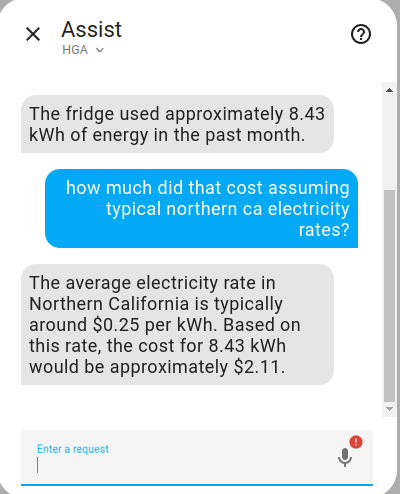 Assist
HGA
The fridge used approximately 8.43
kWh of energy in the past month.
how much did that cost assuming
typical northern ca electricity
rates?
The average electricity rate in
Northern California is typically
around $0.25 per kWh. Based on
this rate, the cost for 8.43 kWh
would be approximately $2.11.
Enter a request